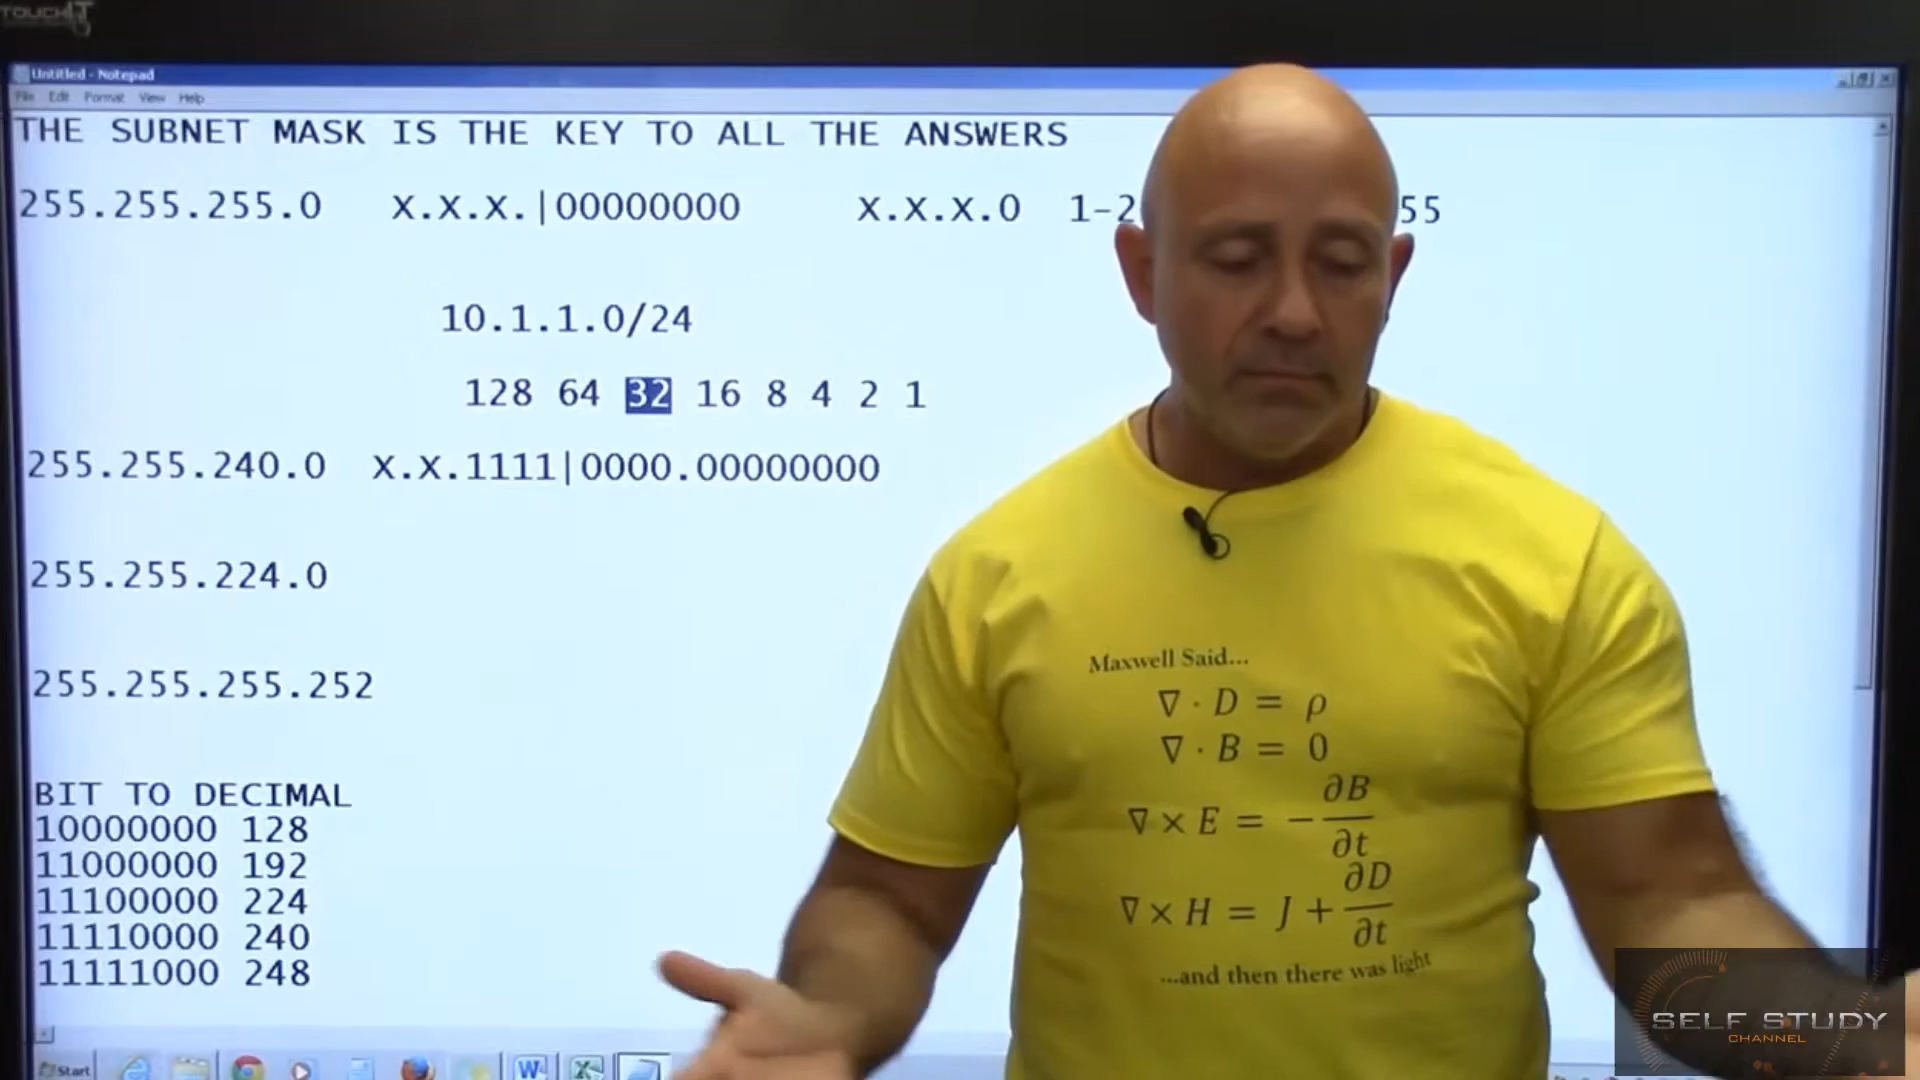 TOUCHIT
Untitled - Notepad
File Edit Format View Help
THE SUBNET MASK IS THE KEY TO ALL THE ANSWERS
255.255.255.0 x.x.x.|00000000 x.x.x.0 1-2 55
10.1.1.0/24
128 64 32 16 8 4 2 1
255.255.240.0 x.x.1111|0000.00000000
255.255.224.0
255.255.255.252
BIT TO DECIMAL
10000000 128
11000000 192
11100000 224
11110000 240
11111000 248
Start
Maxwell Said...
∇ · D = ρ
∇ · B = 0
∇ × E = − ∂B/∂t
∇ × H = J + ∂D/∂t
...and then there was light
SELF STUDY
CHANNEL